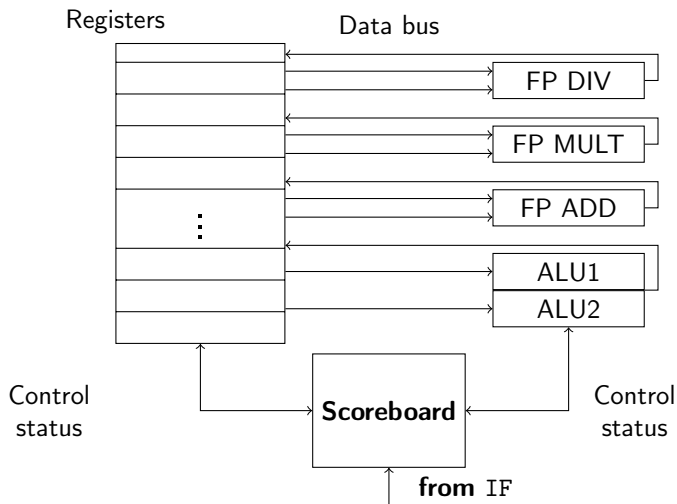 Registers
Data bus
FP DIV
FP MULT
FP ADD
⋮
ALU1
ALU2
Control
status
Scoreboard
Control
status
from IF